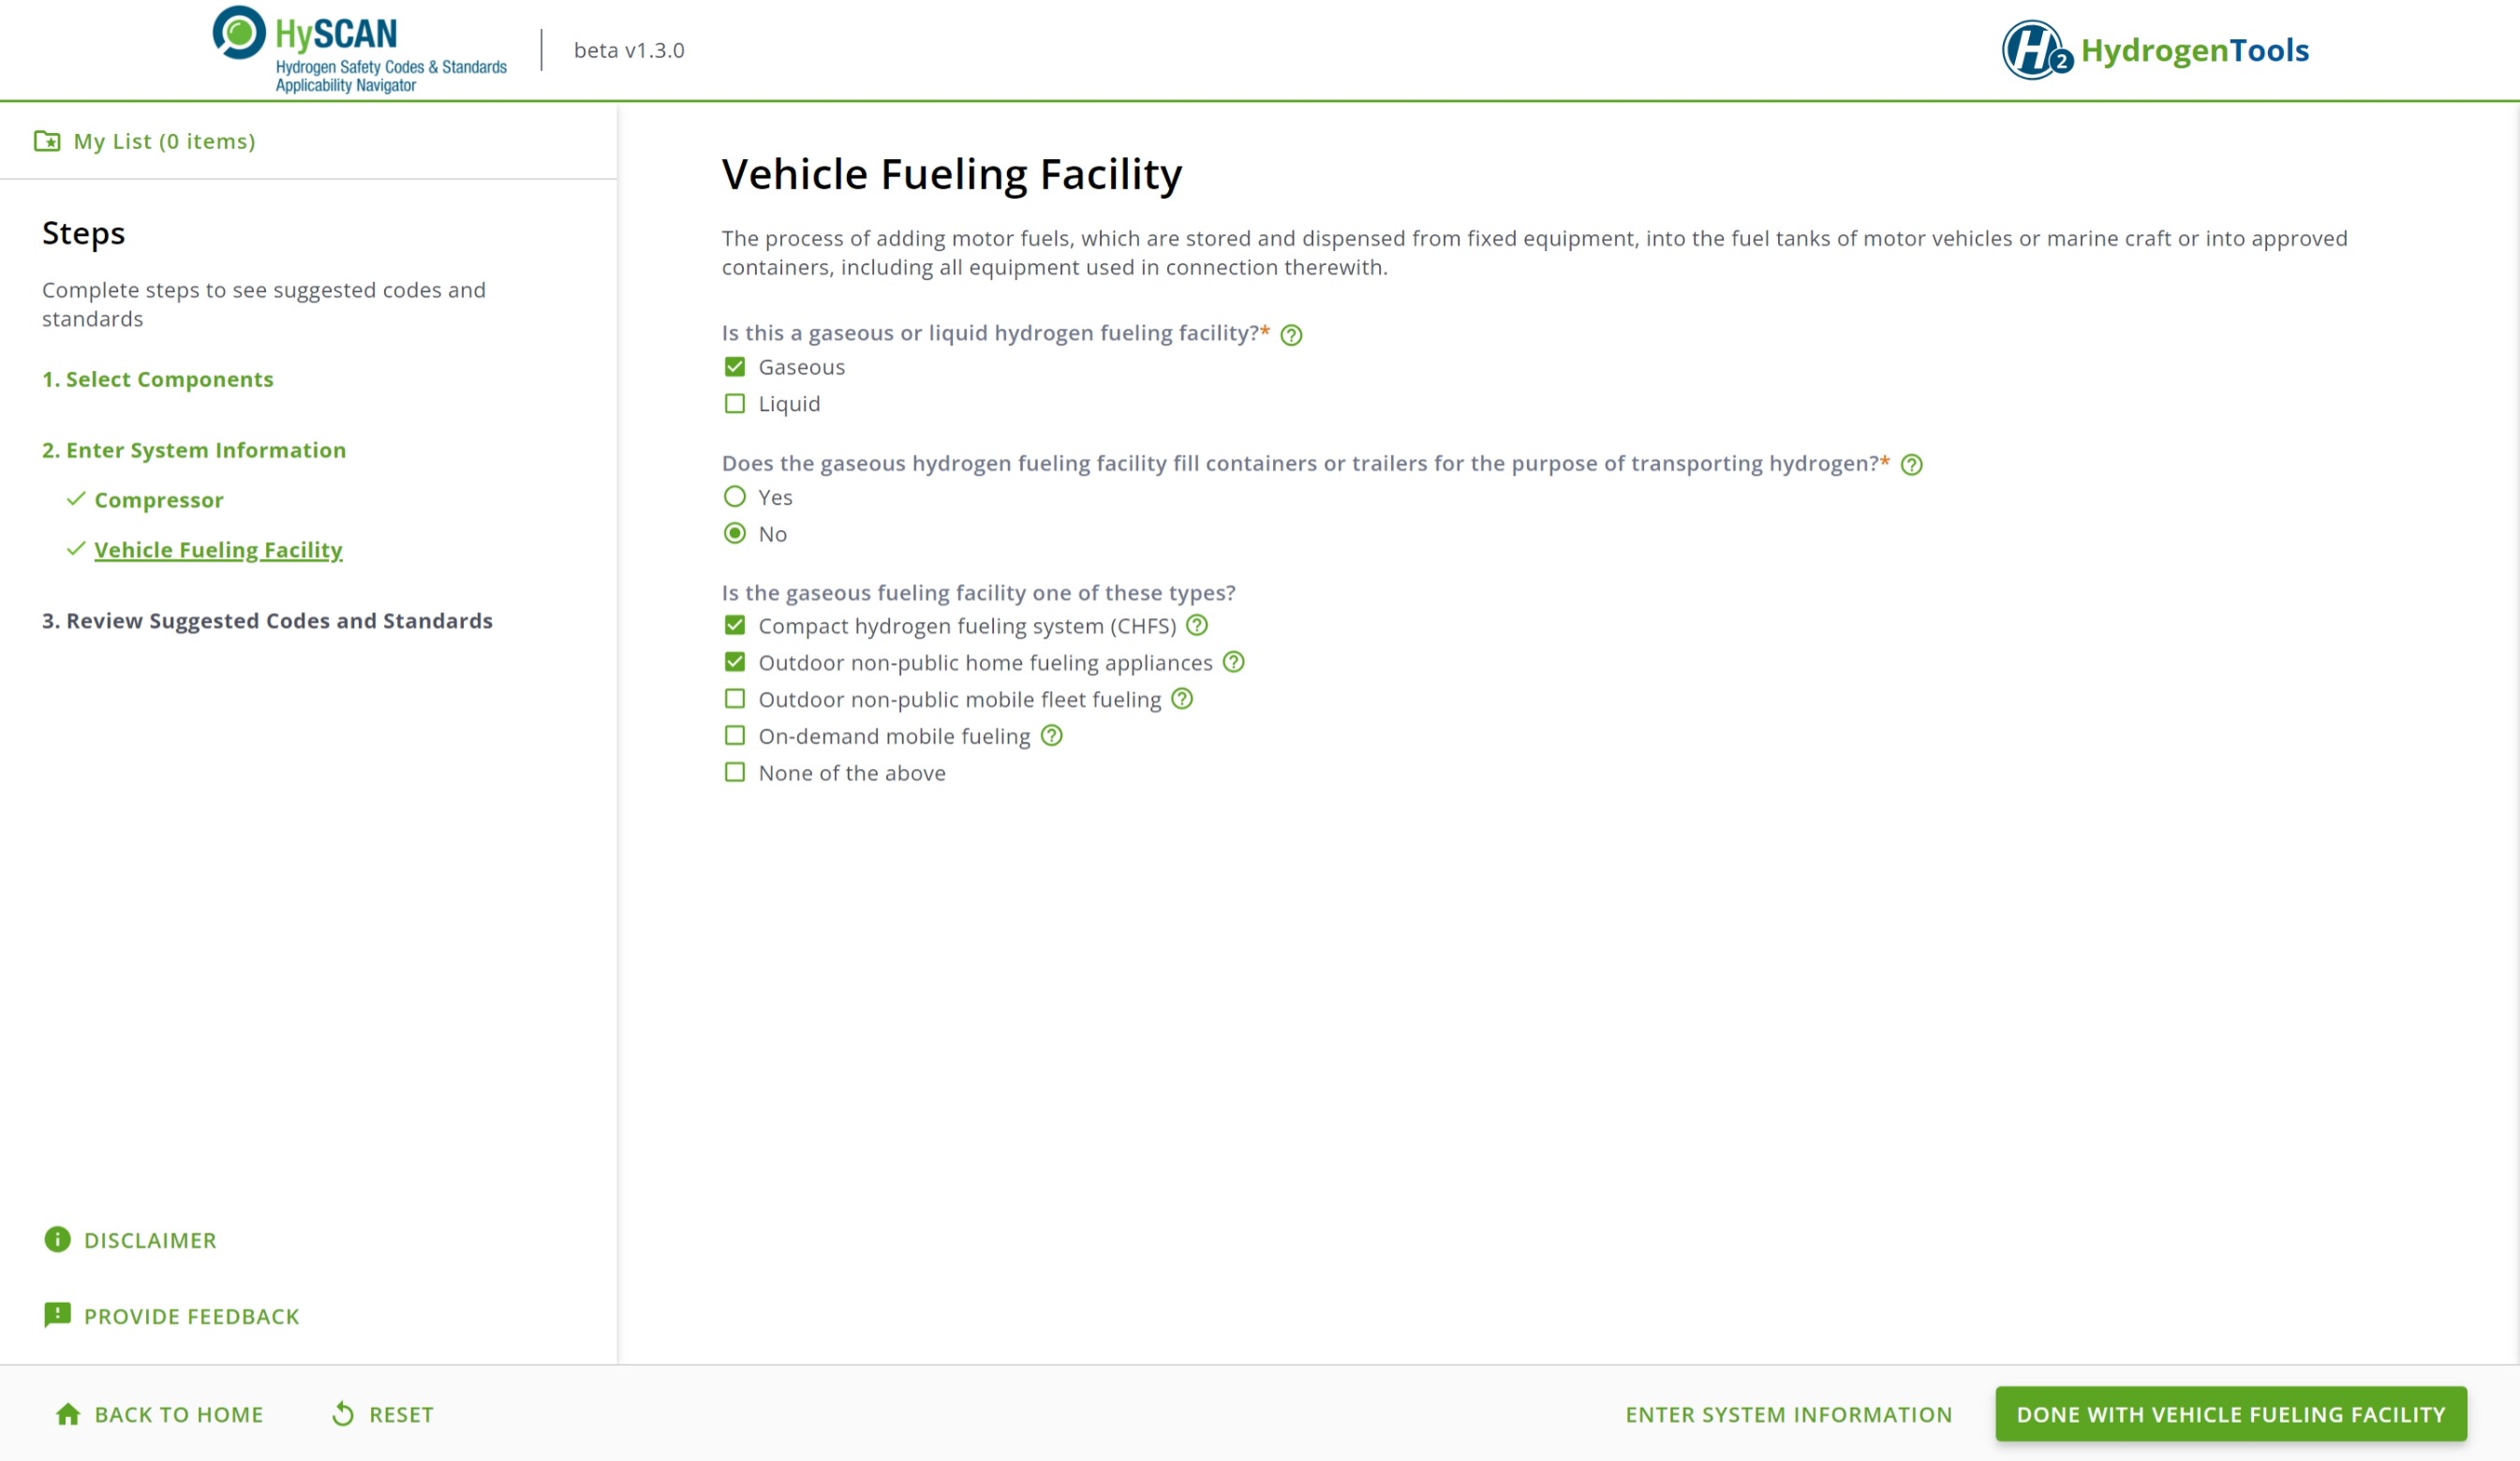 HySCAN
Hydrogen Safety Codes & Standards
Applicability Navigator
beta v1.3.0
H2 HydrogenTools
My List (0 items)
Steps
Complete steps to see suggested codes and
standards
1. Select Components
2. Enter System Information
Compressor
Vehicle Fueling Facility
3. Review Suggested Codes and Standards
DISCLAIMER
PROVIDE FEEDBACK
Vehicle Fueling Facility
The process of adding motor fuels, which are stored and dispensed from fixed equipment, into the fuel tanks of motor vehicles or marine craft or into approved
containers, including all equipment used in connection therewith.
Is this a gaseous or liquid hydrogen fueling facility?*
Gaseous
Liquid
Does the gaseous hydrogen fueling facility fill containers or trailers for the purpose of transporting hydrogen?*
Yes
No
Is the gaseous fueling facility one of these types?
Compact hydrogen fueling system (CHFS)
Outdoor non-public home fueling appliances
Outdoor non-public mobile fleet fueling
On-demand mobile fueling
None of the above
BACK TO HOME
RESET
ENTER SYSTEM INFORMATION
DONE WITH VEHICLE FUELING FACILITY